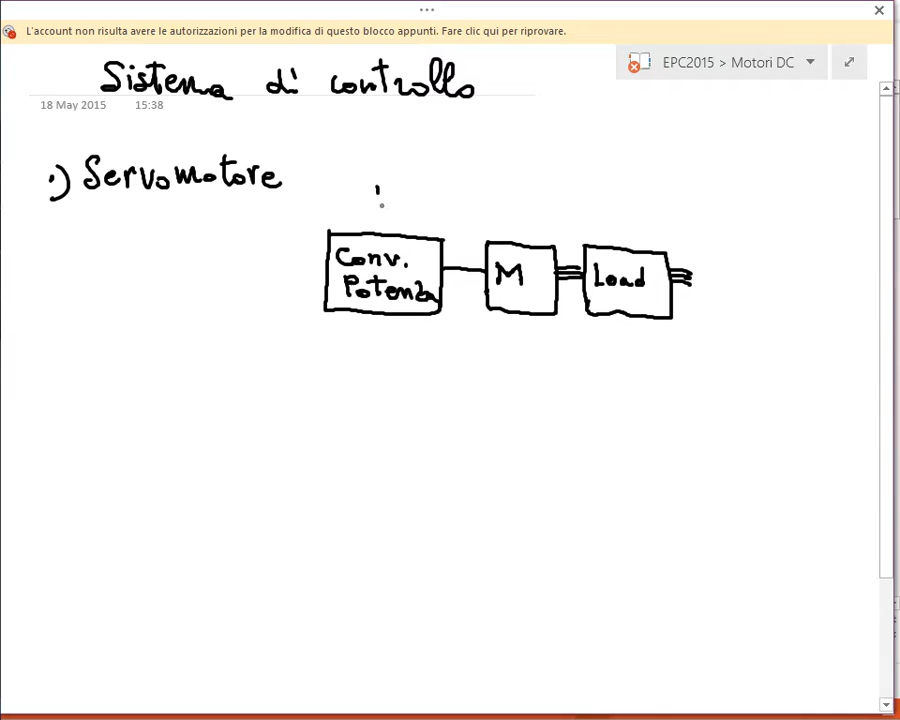 L'account non risulta avere le autorizzazioni per la modifica di questo blocco appunti. Fare clic qui per riprovare.
EPC2015 > Motori DC
Sistema di controllo
18 May 2015 15:38
·) Servomotore
Conv.
Potenza
M
Load